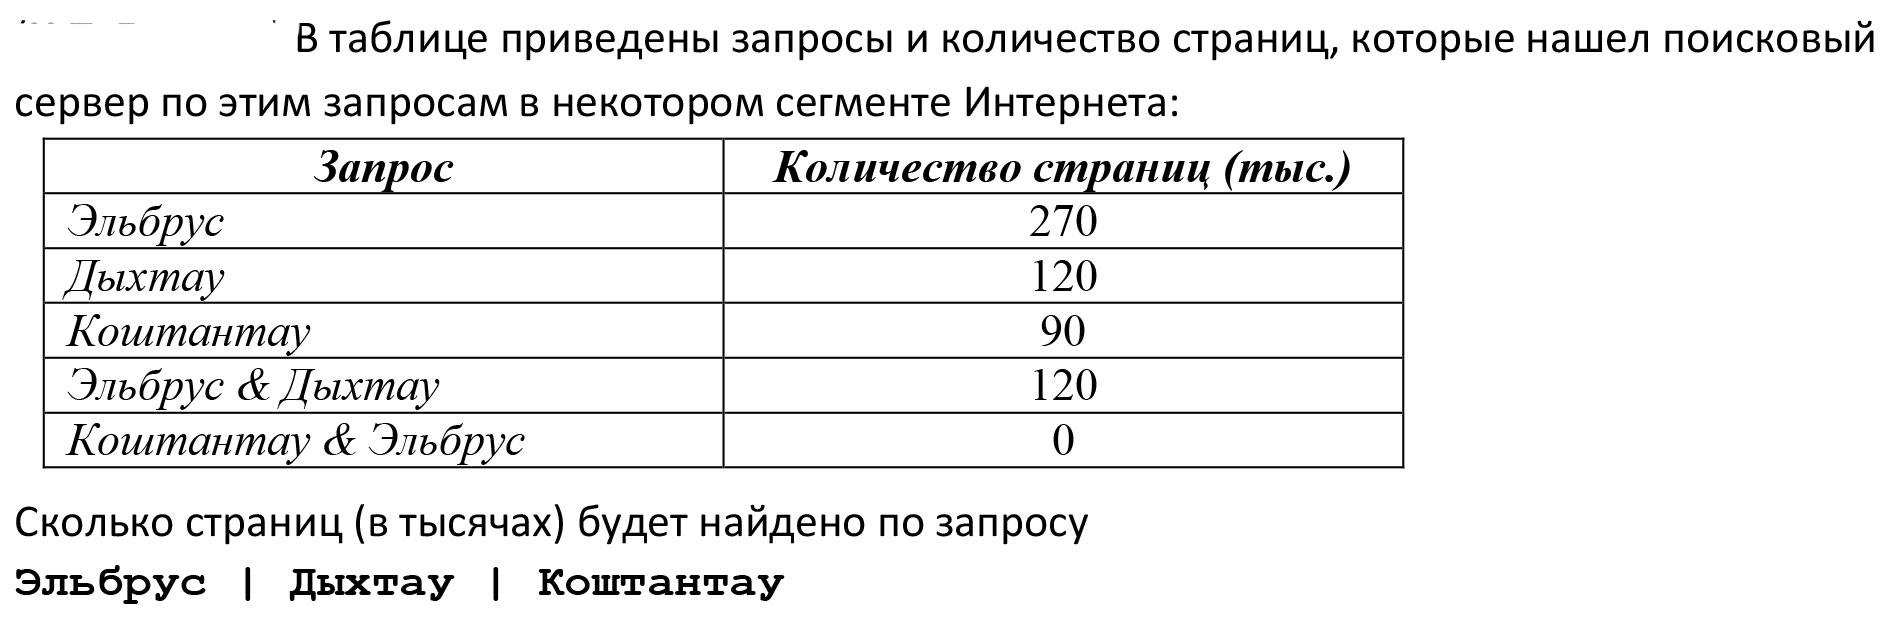 В таблице приведены запросы и количество страниц, которые нашел поисковый
сервер по этим запросам в некотором сегменте Интернета:
Запрос Количество страниц (тыс.)
Эльбрус 270
Дыхтау 120
Коштантау 90
Эльбрус & Дыхтау 120
Коштантау & Эльбрус 0
Сколько страниц (в тысячах) будет найдено по запросу
Эльбрус | Дыхтау | Коштантау